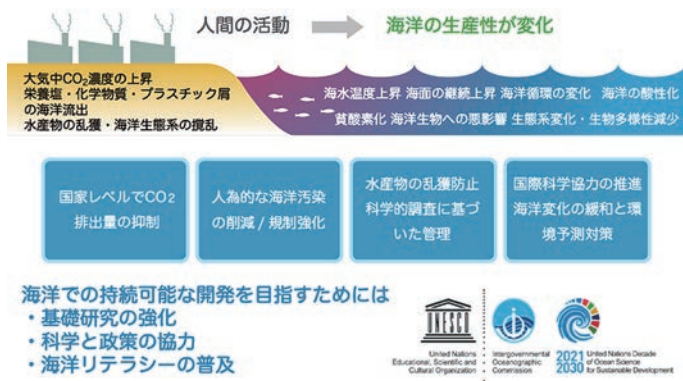 人間の活動
海洋の生産性が変化
大気中CO₂濃度の上昇
栄養塩・化学物質・プラスチック屑
の海洋流出
水産物の乱獲・海洋生態系の撹乱
海水温度上昇 海面の継続上昇 海洋循環の変化 海洋の酸性化
貧酸素化 海洋生物への悪影響 生態系変化・生物多様性減少
国家レベルでCO₂
排出量の抑制
人為的な海洋汚染
の削減 / 規制強化
水産物の乱獲防止
科学的調査に基づ
いた管理
国際科学協力の推進
海洋変化の緩和と環
境予測対策
海洋での持続可能な開発を目指すためには
・基礎研究の強化
・科学と政策の協力
・海洋リテラシーの普及
UNESCO
United Nations
Educational, Scientific and
Cultural Organization
Intergovernmental
Oceanographic
Commission
2021
2030
United Nations Decade
of Ocean Science
for Sustainable Development